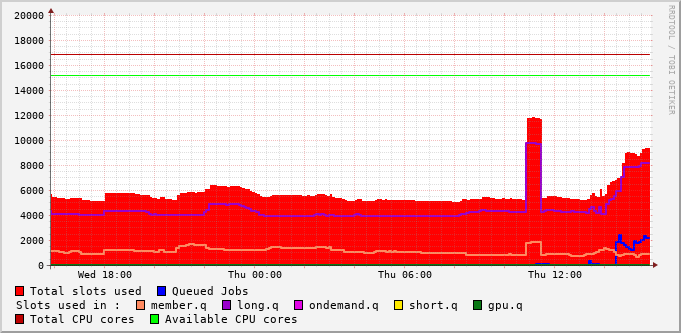 20000
18000
16000
14000
12000
10000
8000
6000
4000
2000
0
Wed 18:00 Thu 00:00 Thu 06:00 Thu 12:00
RRDTOOL / TOBI OETIKER
Total slots used Queued Jobs
Slots used in : member.q long.q ondemand.q short.q gpu.q
Total CPU cores Available CPU cores